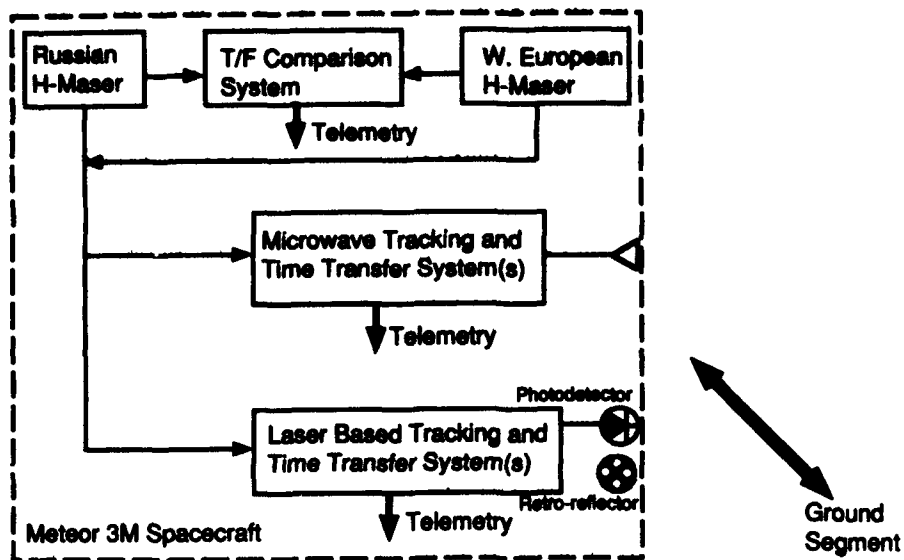 Russian
H-Maser
T/F Comparison
System
W. European
H-Maser
Telemetry
Microwave Tracking and
Time Transfer System(s)
Telemetry
Photodetector
Laser Based Tracking and
Time Transfer System(s)
Retro-reflector
Telemetry
Meteor 3M Spacecraft
Ground
Segment